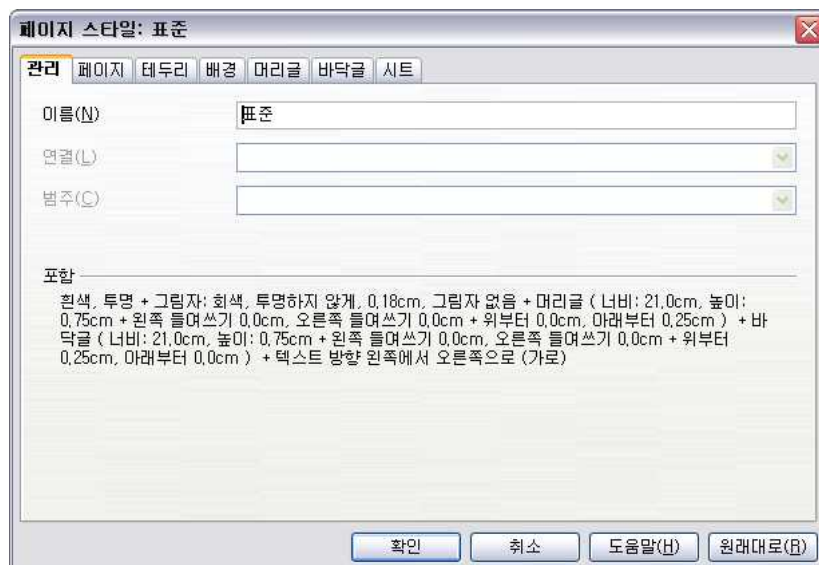 페이지 스타일: 표준
관리 페이지 테두리 배경 머리글 바닥글 시트
이름(N) 표준
연결(L)
범주(C)
포함
흰색, 투명 + 그림자: 회색, 투명하지 않게, 0,18cm, 그림자 없음 + 머리글 ( 너비: 21,0cm, 높이:
0,75cm + 왼쪽 들여쓰기 0,0cm, 오른쪽 들여쓰기 0,0cm + 위부터 0,0cm, 아래부터 0,25cm ) + 바
닥글 ( 너비: 21,0cm, 높이: 0,75cm + 왼쪽 들여쓰기 0,0cm, 오른쪽 들여쓰기 0,0cm + 위부터
0,25cm, 아래부터 0,0cm ) + 텍스트 방향 왼쪽에서 오른쪽으로 (가로)
확인 취소 도움말(H) 원래대로(R)